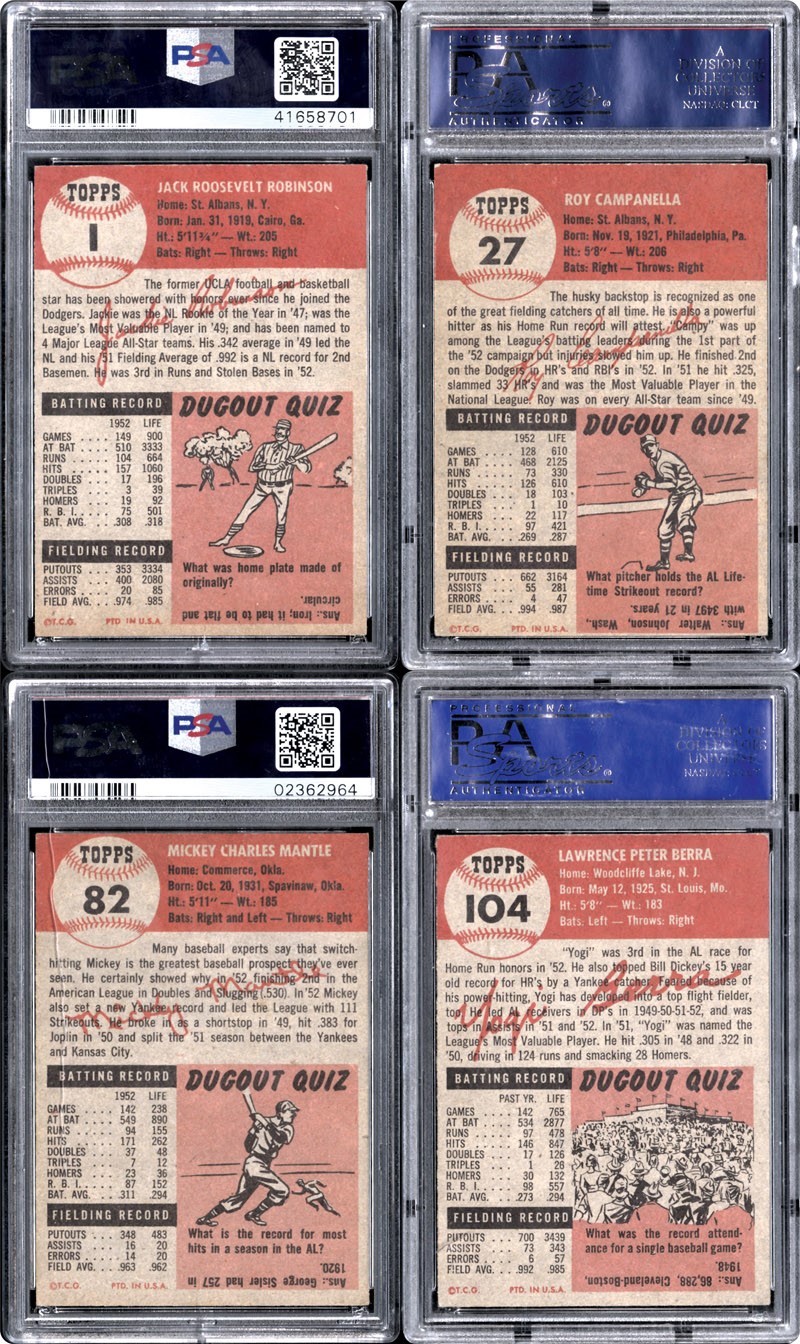 PSA
41658701
TOPPS
1
JACK ROOSEVELT ROBINSON
Home: St. Albans, N. Y.
Born: Jan. 31, 1919, Cairo, Ga.
Ht.: 5'11¾" — Wt.: 205
Bats: Right — Throws: Right
The former UCLA football and basketball
star has been showered with honors ever since he joined the
Dodgers. Jackie was the NL Rookie of the Year in '47; was the
League's Most Valuable Player in '49; and has been named to
4 Major League All-Star teams. His .342 average in '49 led the
NL and his '51 Fielding Average of .992 is a NL record for 2nd
Basemen. He was 3rd in Runs and Stolen Bases in '52.
Jackie Robinson
BATTING RECORD
1952 LIFE
GAMES . . . . 149 900
AT BAT . . . . 510 3333
RUNS . . . . 104 664
HITS . . . . 157 1060
DOUBLES . . 17 196
TRIPLES . . . 3 39
HOMERS . . . 19 92
R. B. I. . . . . 75 501
BAT. AVG. . . .308 .318
FIELDING RECORD
PUTOUTS . . . 353 3334
ASSISTS . . . 400 2080
ERRORS . . . 20 85
FIELD AVG. . . .974 .985
©T.C.G. PTD. IN U.S.A.
DUGOUT QUIZ
What was home plate made of
originally?
Ans.: Iron; it had to be flat and
circular.
PROFESSIONAL
PSA
Sports
®
AUTHENTICATOR
A
DIVISION OF
COLLECTORS
UNIVERSE
NASDAQ: CLCT
TOPPS
27
ROY CAMPANELLA
Home: St. Albans, N. Y.
Born: Nov. 19, 1921, Philadelphia, Pa.
Ht.: 5'8" — Wt.: 206
Bats: Right — Throws: Right
The husky backstop is recognized as one
of the great fielding catchers of all time. He is also a powerful
hitter as his Home Run record will attest. "Campy" was up
among the League's batting leaders during the 1st part of
the '52 campaign but injuries slowed him up. He finished 2nd
on the Dodgers in HR's and RBI's in '52. In '51 he hit .325,
slammed 33 HR's and was the Most Valuable Player in the
National League. Roy was on every All-Star team since '49.
Roy Campanella
BATTING RECORD
1952 LIFE
GAMES . . . . 128 610
AT BAT . . . . 468 2125
RUNS . . . . 73 330
HITS . . . . 126 610
DOUBLES . . 18 103
TRIPLES . . . 1 10
HOMERS . . . 22 117
R. B. I. . . . . 97 421
BAT. AVG. . . .269 .287
FIELDING RECORD
PUTOUTS . . . 662 3164
ASSISTS . . . 55 281
ERRORS . . . 4 47
FIELD AVG. . . .994 .987
©T.C.G. PTD. IN U.S.A.
DUGOUT QUIZ
What pitcher holds the AL Life-
time Strikeout record?
Ans.: Walter Johnson, Wash.,
with 3497 in 21 years.
PSA
02362964
TOPPS
82
MICKEY CHARLES MANTLE
Home: Commerce, Okla.
Born: Oct. 20, 1931, Spavinaw, Okla.
Ht.: 5'11" — Wt.: 185
Bats: Right and Left — Throws: Right
Many baseball experts say that switch-
hitting Mickey is the greatest baseball prospect they've ever
seen. He certainly showed why in '52 finishing 2nd in the
American League in Doubles and Slugging (.530). In '52 Mickey
also set a new Yankee record and led the League with 111
Strikeouts. He broke in as a shortstop in '49, hit .383 for
Joplin in '50 and split the '51 season between the Yankees
and Kansas City.
Mickey Mantle
BATTING RECORD
1952 LIFE
GAMES . . . . 142 238
AT BAT . . . . 549 890
RUNS . . . . 94 155
HITS . . . . 171 262
DOUBLES . . 37 48
TRIPLES . . . 7 12
HOMERS . . . 23 36
R. B. I. . . . . 87 152
BAT. AVG. . . .311 .294
FIELDING RECORD
PUTOUTS . . . 348 483
ASSISTS . . . 16 20
ERRORS . . . 14 20
FIELD AVG. . . .963 .962
©T.C.G. PTD. IN U.S.A.
DUGOUT QUIZ
What is the record for most
hits in a season in the AL?
Ans.: George Sisler had 257 in
1920.
PROFESSIONAL
PSA
Sports
®
AUTHENTICATOR
A
DIVISION OF
COLLECTORS
UNIVERSE
NASDAQ: CLCT
TOPPS
104
LAWRENCE PETER BERRA
Home: Woodcliffe Lake, N. J.
Born: May 12, 1925, St. Louis, Mo.
Ht.: 5'8" — Wt.: 183
Bats: Left — Throws: Right
"Yogi" was 3rd in the AL race for
Home Run honors in '52. He also topped Bill Dickey's 15 year
old record for HR's by a Yankee catcher. Feared because of
his power-hitting, Yogi has developed into a top flight fielder,
topped all AL receivers in DP's in 1949-50-51-52, and was
tops in Assists in '51 and '52. In '51, "Yogi" was named the
League's Most Valuable Player. He hit .305 in '48 and .322 in
'50, driving in 124 runs and smacking 28 Homers.
Yogi Berra
BATTING RECORD
PAST YR. LIFE
GAMES . . . . 142 765
AT BAT . . . . 534 2877
RUNS . . . . 97 478
HITS . . . . 146 847
DOUBLES . . 17 126
TRIPLES . . . 1 28
HOMERS . . . 30 132
R. B. I. . . . . 98 557
BAT. AVG. . . .273 .294
FIELDING RECORD
PUTOUTS . . . 700 3439
ASSISTS . . . 73 343
ERRORS . . . 6 57
FIELD AVG. . . .992 .985
©T.C.G. PTD. IN U.S.A.
DUGOUT QUIZ
What was the record attend-
ance for a single baseball game?
Ans.: 86,288, Cleveland-Boston,
1948.